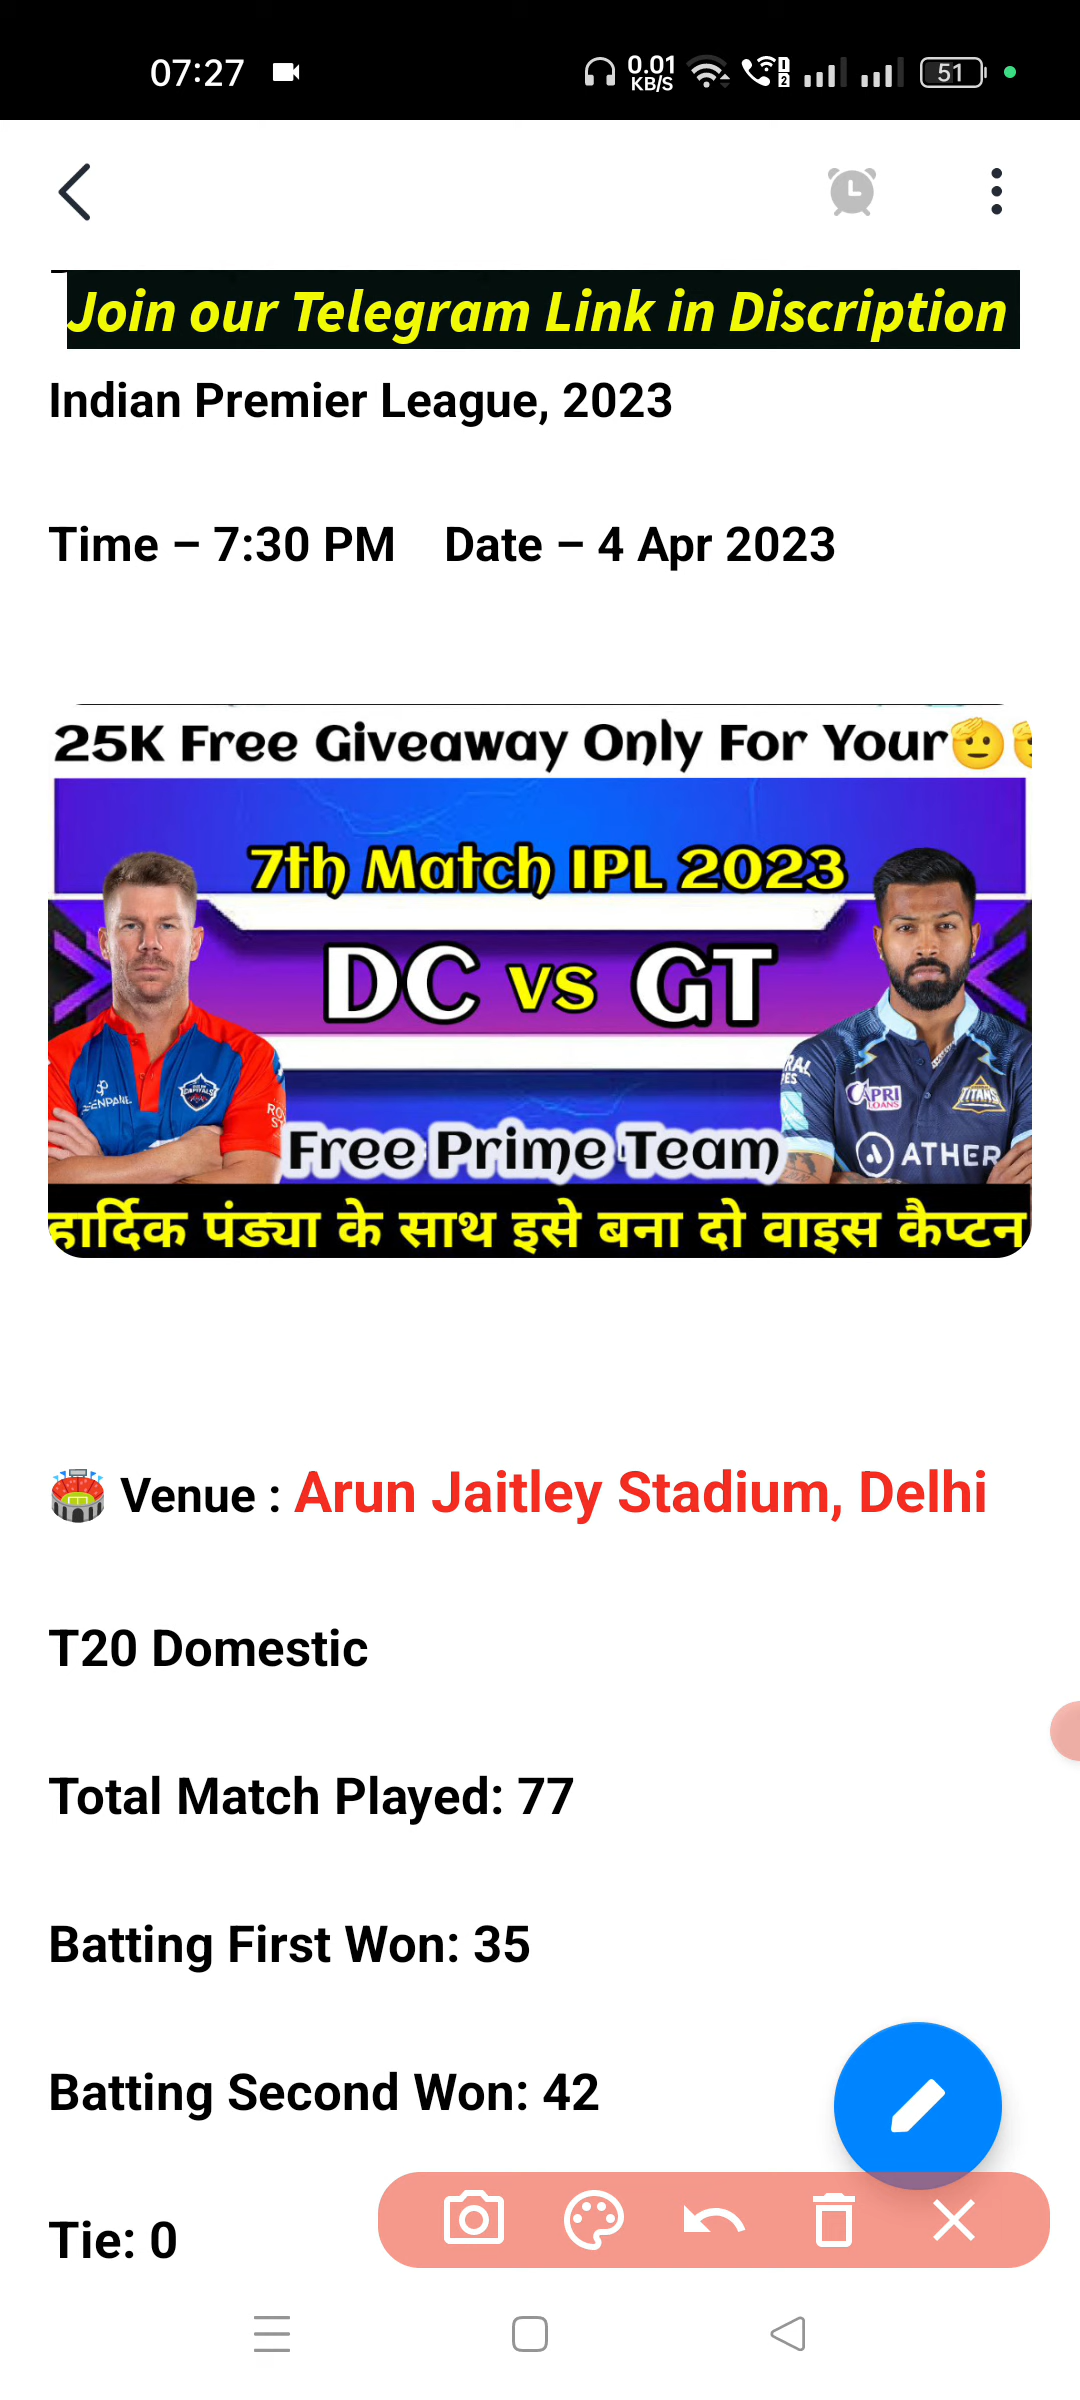 07:27
0.01
KB/S
51
Join our Telegram Link in Discription
Indian Premier League, 2023
Time – 7:30 PM Date – 4 Apr 2023
25K Free Giveaway Only For Your🫡
7th Match IPL 2023
DC vs GT
CAPRI
LOANS
TITANS
ATHER
Free Prime Team
हार्दिक पंड्या के साथ इसे बना दो वाइस कैप्टन
🏟️ Venue : Arun Jaitley Stadium, Delhi
T20 Domestic
Total Match Played: 77
Batting First Won: 35
Batting Second Won: 42
Tie: 0